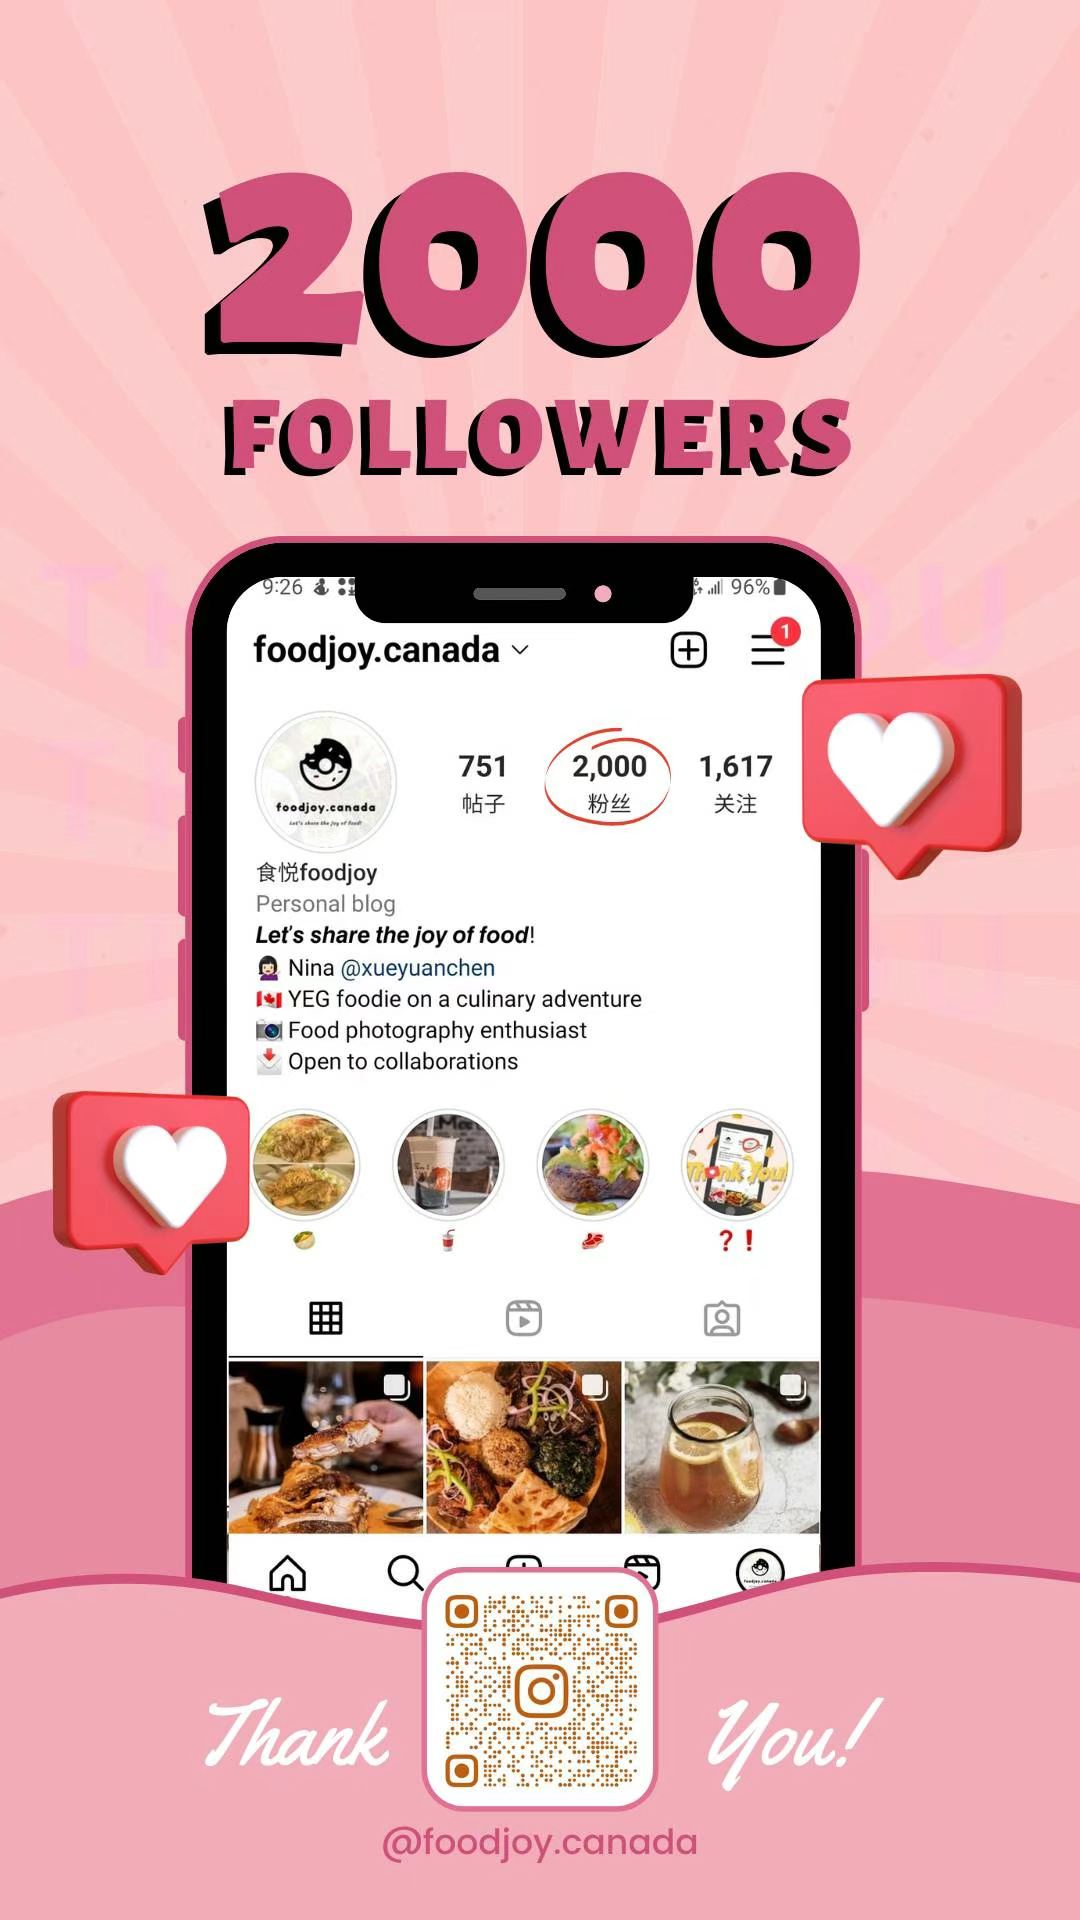 2000
FOLLOWERS
9:26
96%
foodjoy.canada
1
751
2,000
1,617
帖子
粉丝
关注
foodjoy.canada
Let's share the joy of food!
食悦foodjoy
Personal blog
Let's share the joy of food!
Nina @xueyuanchen
YEG foodie on a culinary adventure
Food photography enthusiast
Open to collaborations
Thank You!
❓❗
foodjoy.canada
Thank You!
@foodjoy.canada